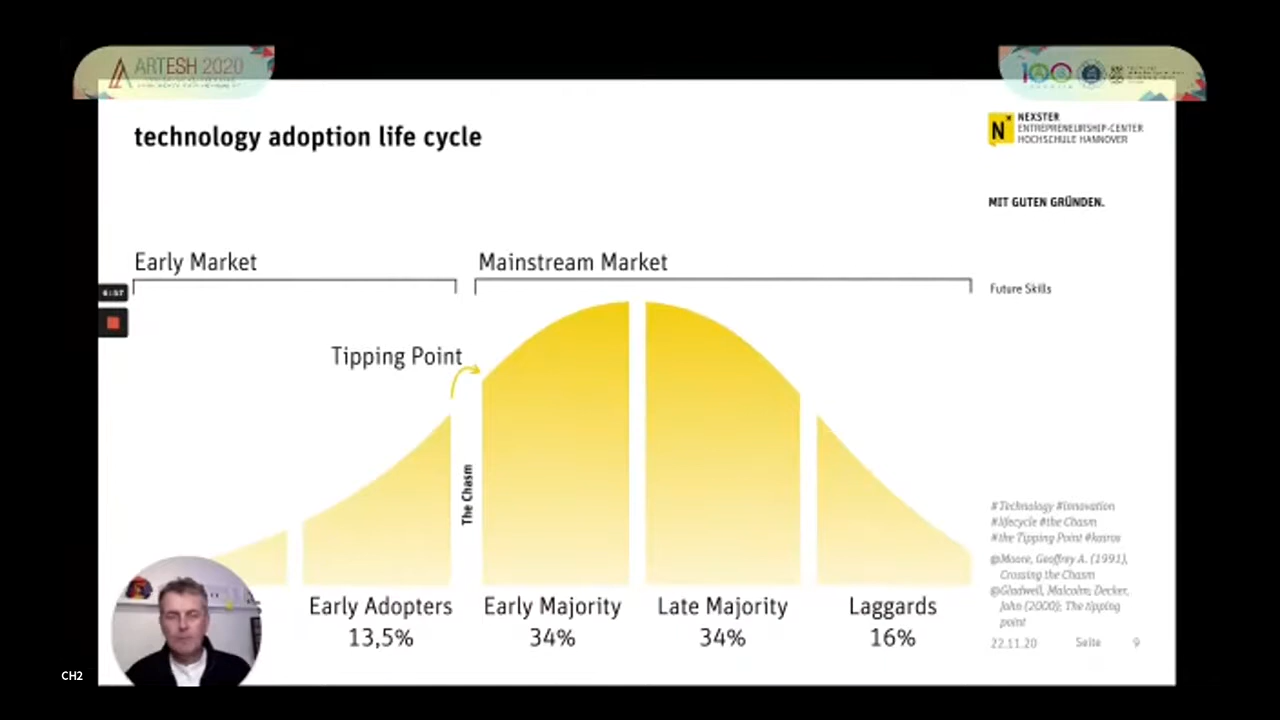 ARTESH 2020
technology adoption life cycle
NEXSTER
ENTREPRENEURSHIP-CENTER
HOCHSCHULE HANNOVER
MIT GUTEN GRÜNDEN.
Early Market
Mainstream Market
Future Skills
Tipping Point
The Chasm
Early Adopters
13,5%
Early Majority
34%
Late Majority
34%
Laggards
16%
#Technology #innovation
#lifecycle #the Chasm
#the Tipping Point #kairos
@Moore, Geoffrey A. (1991),
Crossing the Chasm
@Gladwell, Malcolm; Decker,
John (2000); The tipping
point
22.11.20 Seite 9
CH2